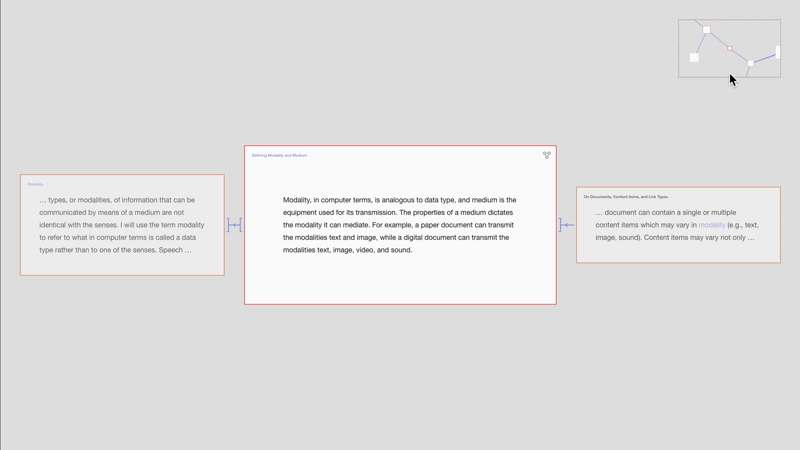 Modality
… types, or modalities, of information that can be
communicated by means of a medium are not
identical with the senses. I will use the term modality
to refer to what in computer terms is called a data
type rather than to one of the senses. Speech …
Defining Modality and Medium
Modality, in computer terms, is analogous to data type, and medium is the
equipment used for its transmission. The properties of a medium dictates
the modality it can mediate. For example, a paper document can transmit
the modalities text and image, while a digital document can transmit the
modalities text, image, video, and sound.
On Documents, Content Items, and Link Types
… document can contain a single or multiple
content items which may vary in modality (e.g., text,
image, sound). Content items may vary not only …